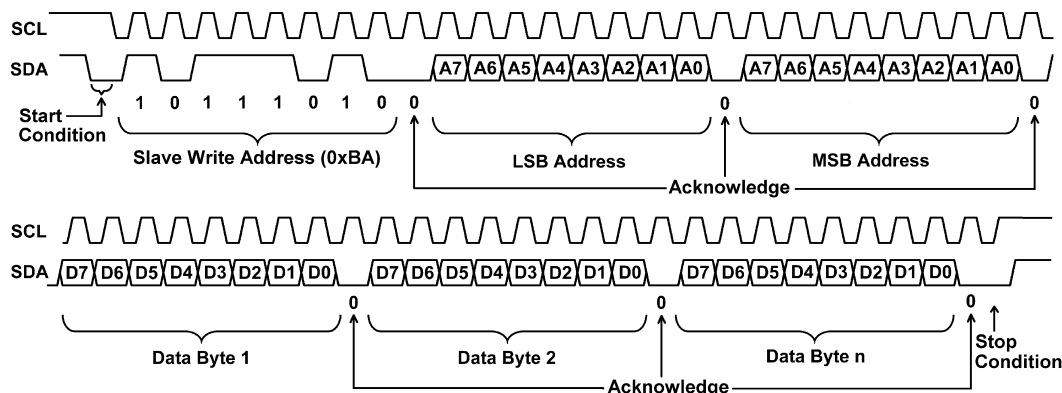 SCL
SDA A7 A6 A5 A4 A3 A2 A1 A0 A7 A6 A5 A4 A3 A2 A1 A0
1 0 1 1 1 0 1 0 0 0 0
Start
Condition
Slave Write Address (0xBA) LSB Address MSB Address
Acknowledge
SCL
SDA D7 D6 D5 D4 D3 D2 D1 D0 D7 D6 D5 D4 D3 D2 D1 D0 D7 D6 D5 D4 D3 D2 D1 D0
0 0 0
Data Byte 1 Data Byte 2 Data Byte n
Stop
Condition
Acknowledge